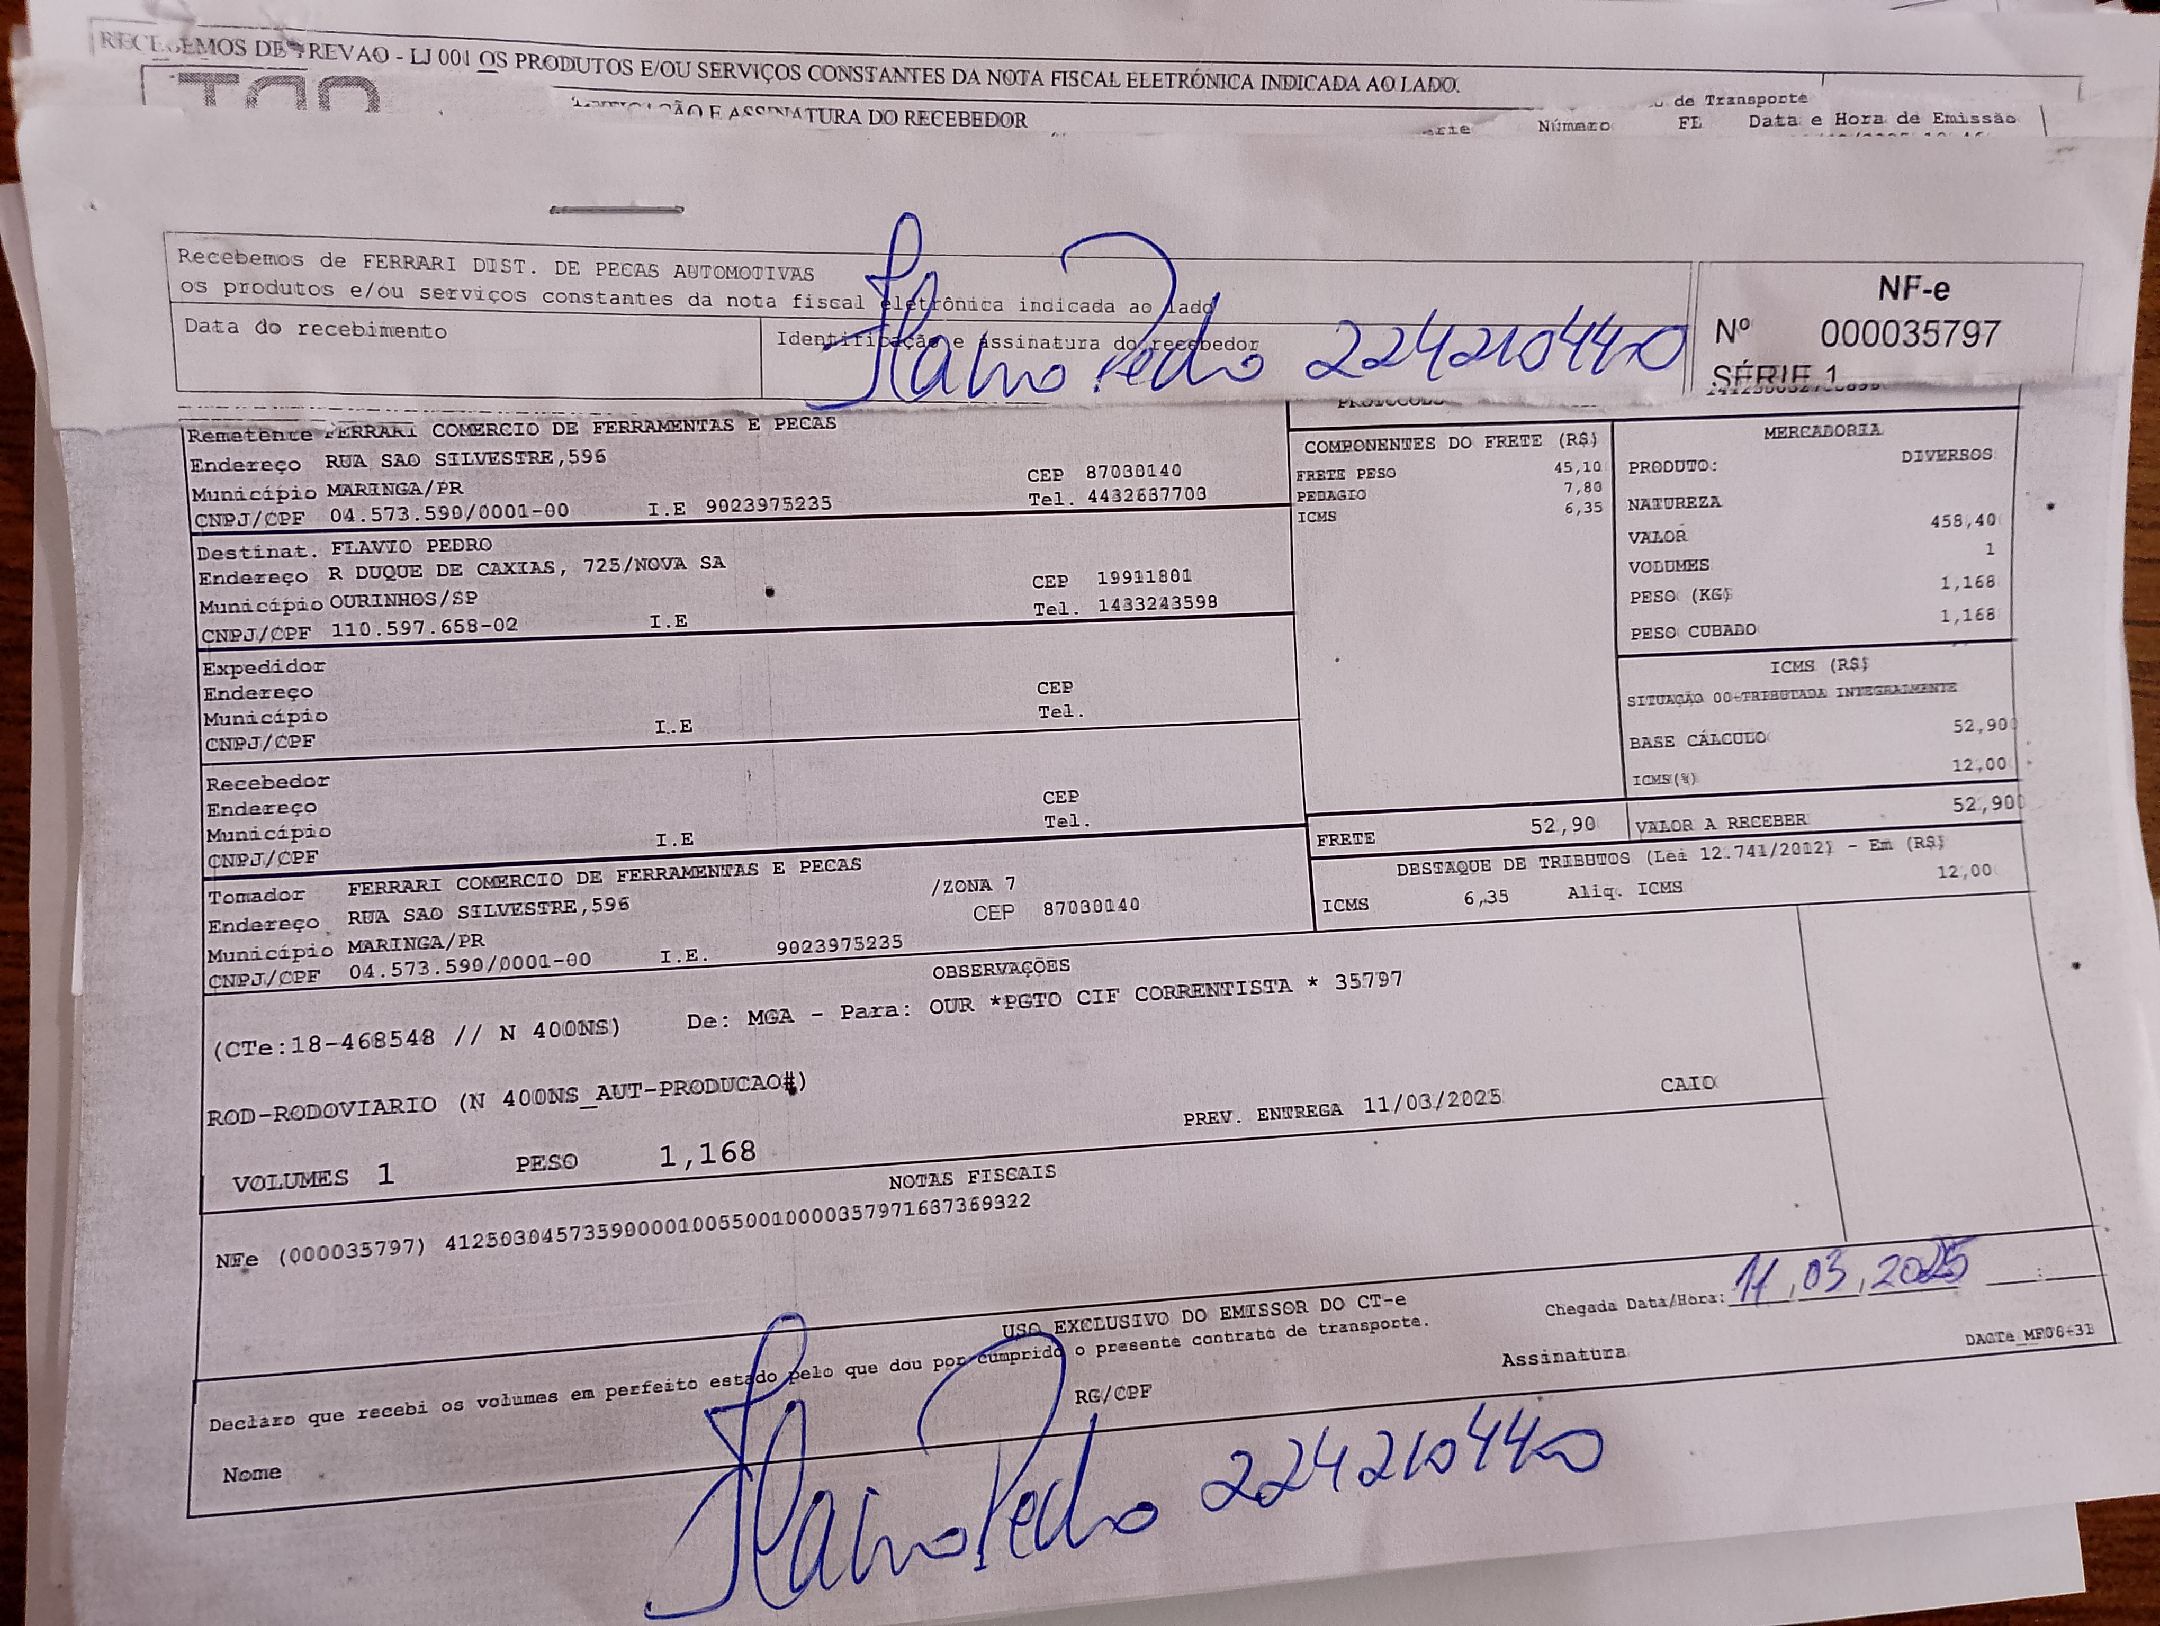 RECEBEMOS DE TREVAO - LJ 001 OS PRODUTOS E/OU SERVIÇOS CONSTANTES DA NOTA FISCAL ELETRÔNICA INDICADA AO LADO.
E ASSINATURA DO RECEBEDOR
de Transporte
Número FL Data e Hora de Emissão
Recebemos de FERRARI DIST. DE PECAS AUTOMOTIVAS
os produtos e/ou serviços constantes da nota fiscal eletrônica indicada ao lado
Data do recebimento
Identificação e assinatura do recebedor
Flavio Pedro 224210440
NF-e
Nº 000035797
SÉRIE 1
Remetente FERRARI COMERCIO DE FERRAMENTAS E PECAS
Endereço RUA SAO SILVESTRE,596
Município MARINGA/PR CEP 87030140
CNPJ/CPF 04.573.590/0001-00 I.E 9023975235 Tel. 4432637703
Destinat. FLAVIO PEDRO
Endereço R DUQUE DE CAXIAS, 725/NOVA SA
Município OURINHOS/SP CEP 19911801
CNPJ/CPF 110.597.658-02 I.E Tel. 1433243598
Expedidor
Endereço
Município CEP
CNPJ/CPF I.E Tel.
Recebedor
Endereço
Município CEP
CNPJ/CPF I.E Tel.
Tomador FERRARI COMERCIO DE FERRAMENTAS E PECAS
Endereço RUA SAO SILVESTRE,596 /ZONA 7
Município MARINGA/PR CEP 87030140
CNPJ/CPF 04.573.590/0001-00 I.E. 9023975235
COMPONENTES DO FRETE (R$)
FRETE PESO 45,10
PEDAGIO 7,80
ICMS 6,35
FRETE 52,90
MERCADORIA
PRODUTO: DIVERSOS
NATUREZA
VALOR 458,40
VOLUMES 1
PESO (KG) 1,168
PESO CUBADO 1,168
ICMS (R$)
SITUAÇÃO 00-TRIBUTADA INTEGRALMENTE
BASE CÁLCULO 52,90
ICMS(%) 12,00
VALOR A RECEBER 52,90
DESTAQUE DE TRIBUTOS (Lei 12.741/2012) - Em (R$)
ICMS 6,35 Aliq. ICMS 12,00
OBSERVAÇÕES
(CTe:18-468548 // N 400NS) De: MGA - Para: OUR *PGTO CIF CORRENTISTA * 35797
ROD-RODOVIARIO (N 400NS_AUT-PRODUCAO#)
PREV. ENTREGA 11/03/2025 CAIO
VOLUMES 1 PESO 1,168
NOTAS FISCAIS
NFe (000035797) 41250304573590000100550010000357971637369322
USO EXCLUSIVO DO EMISSOR DO CT-e
Chegada Data/Hora: 11,03,2025 __:__
Declaro que recebi os volumes em perfeito estado pelo que dou por cumprido o presente contrato de transporte.
Nome RG/CPF Assinatura DACTe MF06-31
Flavio Pedro 224210440